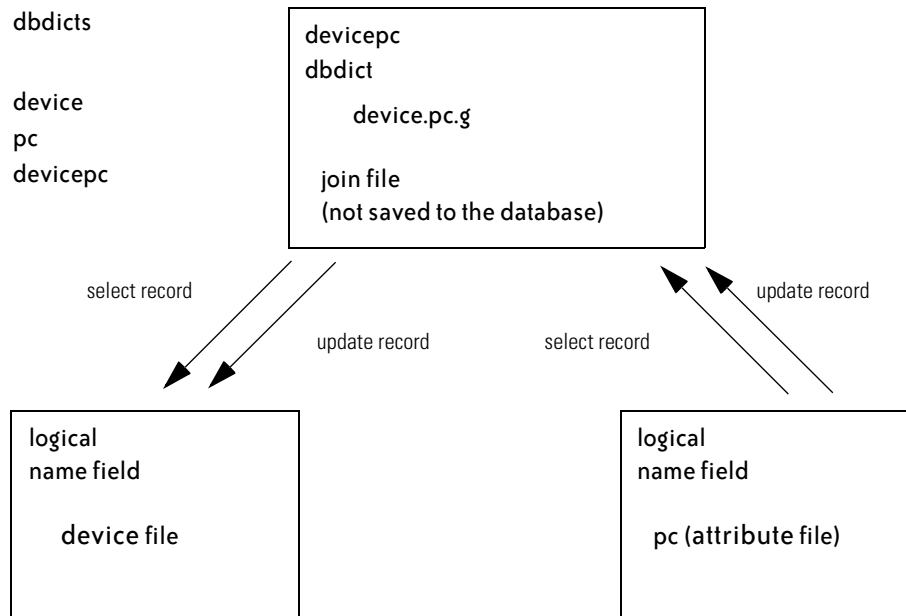 dbdicts
device
pc
devicepc
devicepc
dbdict
device.pc.g
join file
(not saved to the database)
select record
update record
select record
update record
logical
name field
device file
logical
name field
pc (attribute file)